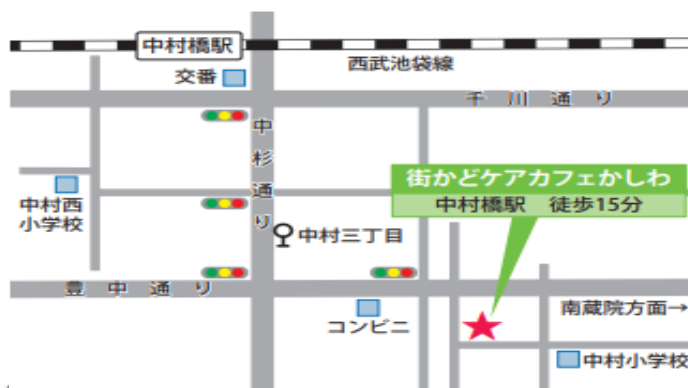 中村橋駅
西武池袋線
交番
千川通り
中杉通り
街かどケアカフェかしわ
中村橋駅 徒歩15分
中村西
小学校
中村三丁目
豊中通り
南蔵院方面→
コンビニ
中村小学校